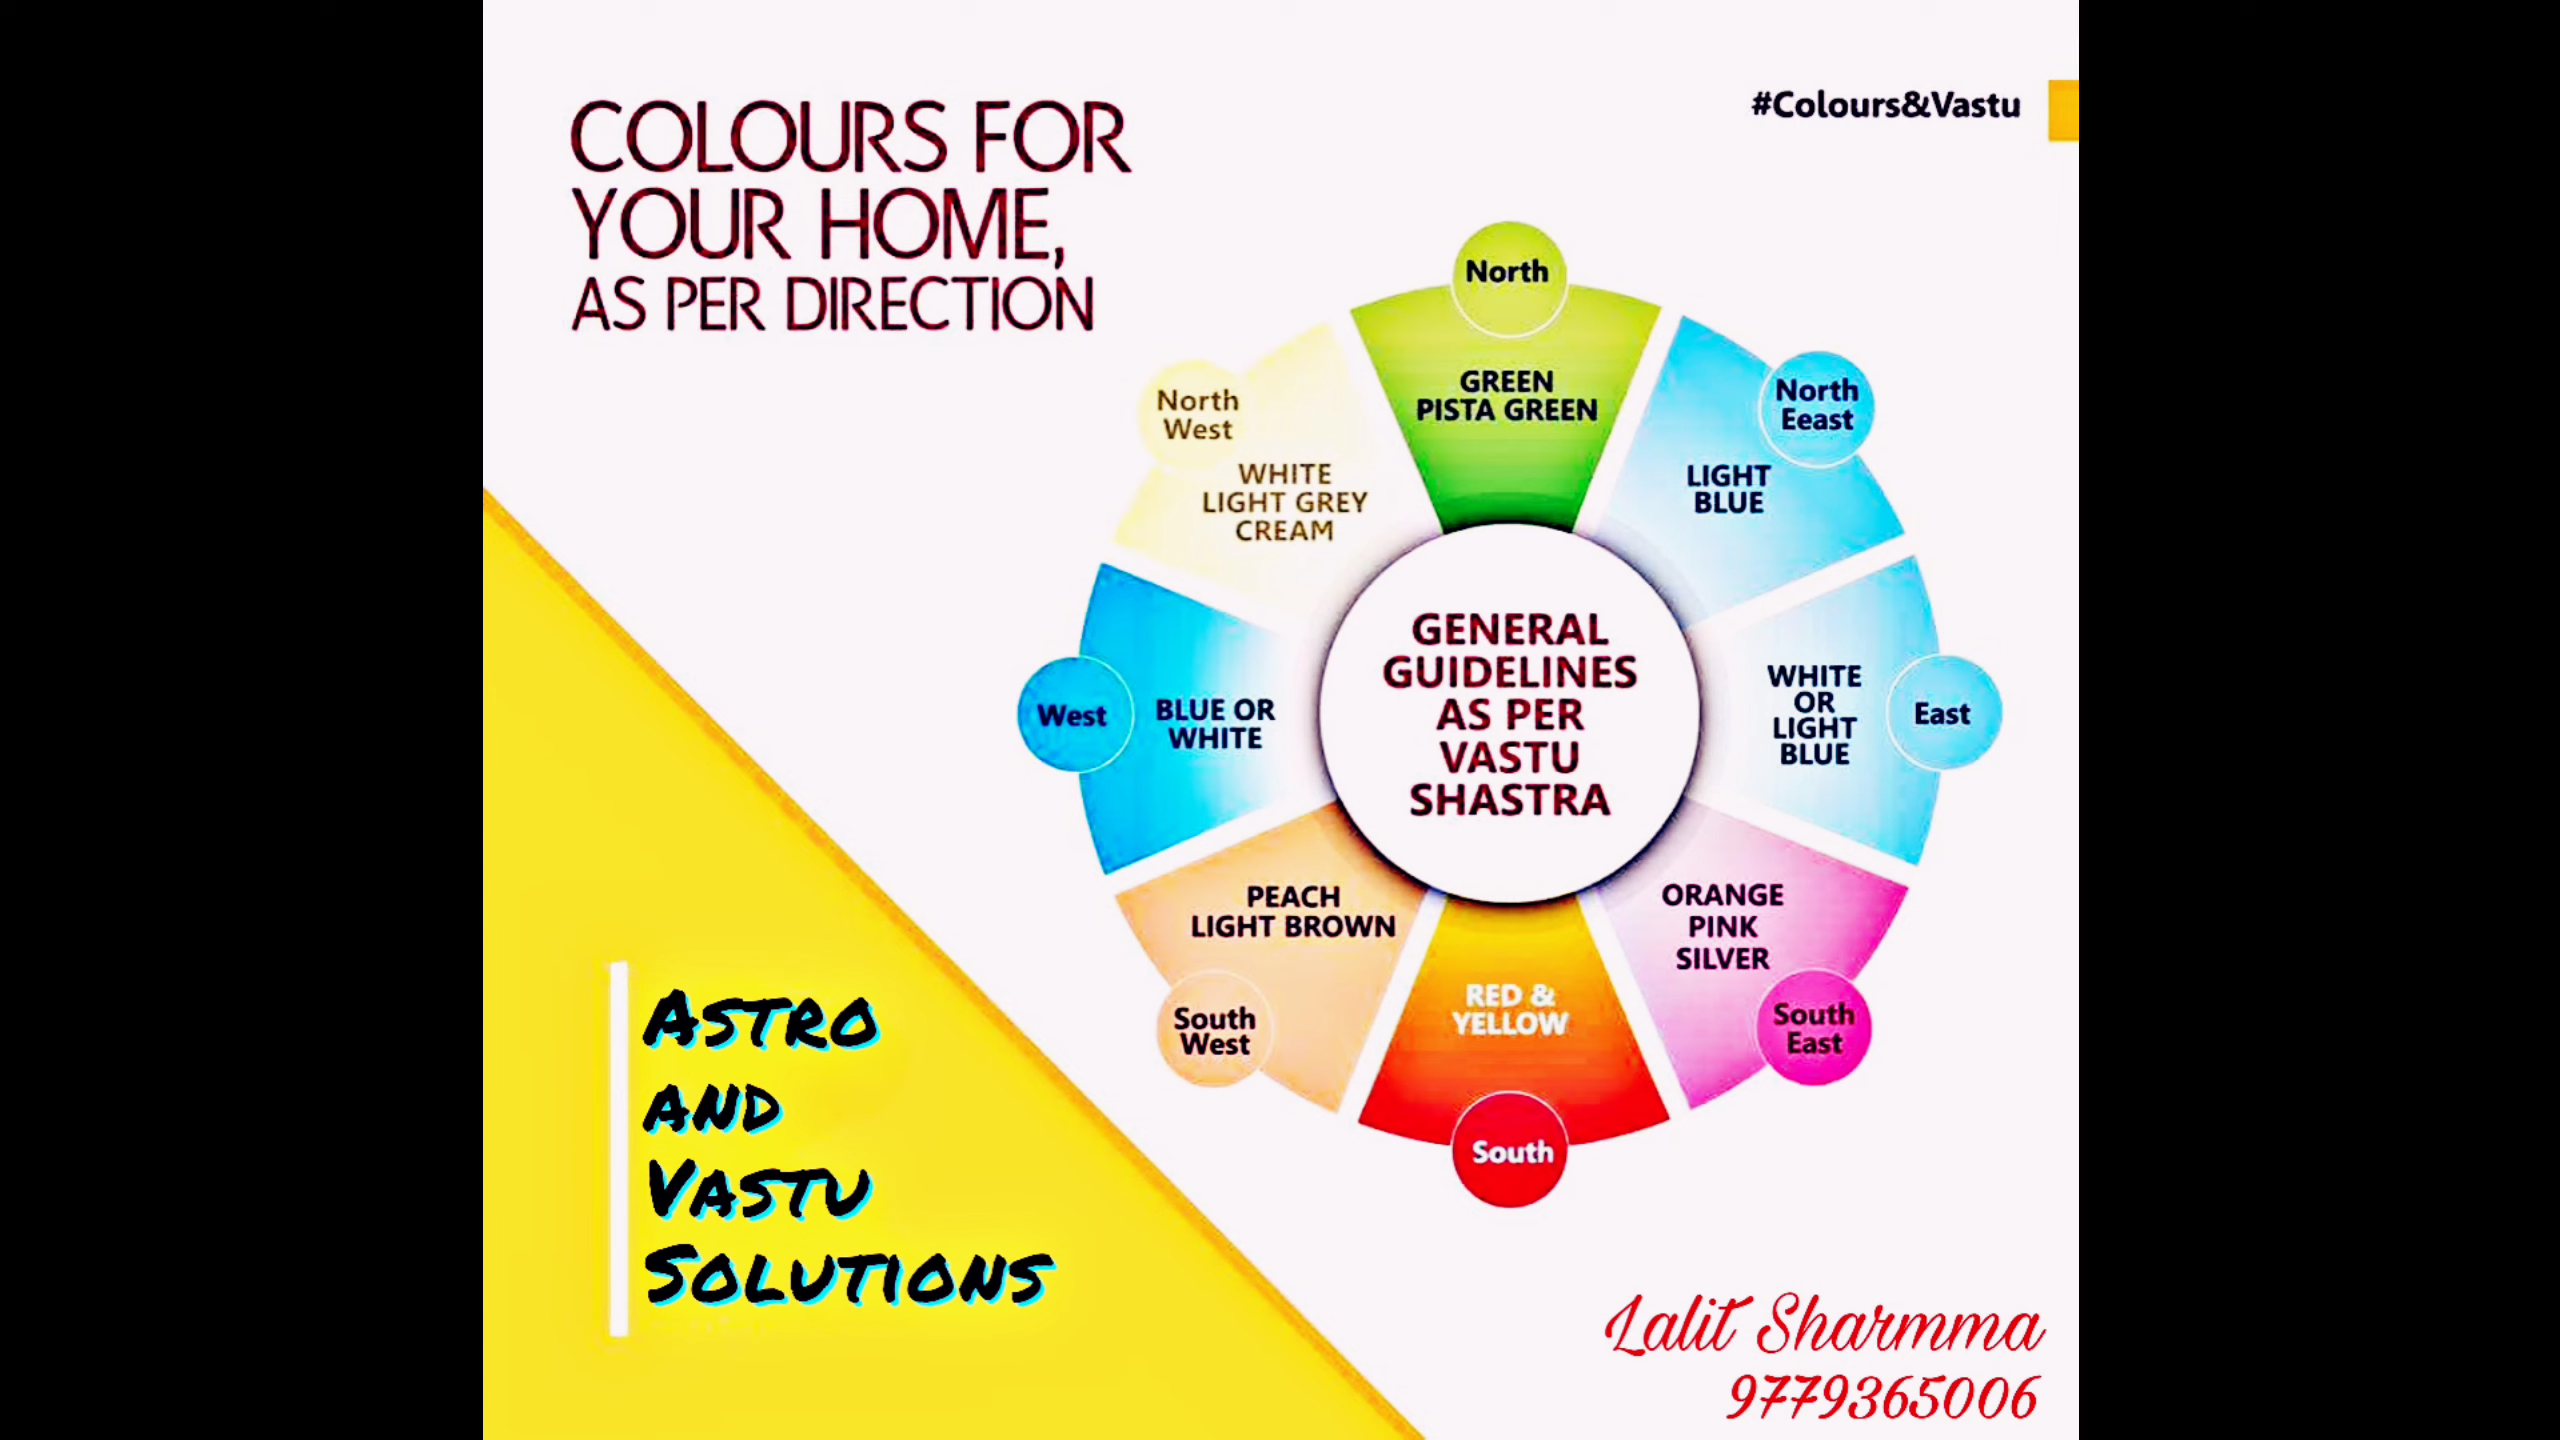 COLOURS FOR
YOUR HOME,
AS PER DIRECTION
#Colours&Vastu
North
GREEN
PISTA GREEN
North
Eeast
LIGHT
BLUE
East
WHITE
OR
LIGHT
BLUE
South
East
ORANGE
PINK
SILVER
South
RED &
YELLOW
South
West
PEACH
LIGHT BROWN
West
BLUE OR
WHITE
North
West
WHITE
LIGHT GREY
CREAM
GENERAL
GUIDELINES
AS PER
VASTU
SHASTRA
ASTRO
AND
VASTU
SOLUTIONS
Lalit Sharmma
9779365006